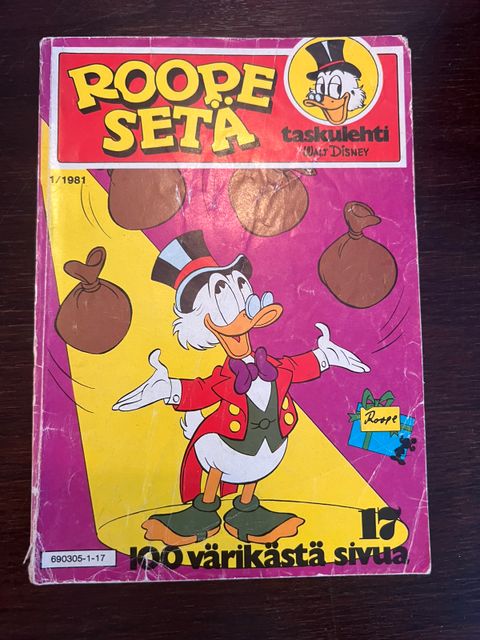 ROOPE
SETÄ
taskulehti
WALT DISNEY
1/1981
Roope
17
100 värikästä sivua.
690305-1-17